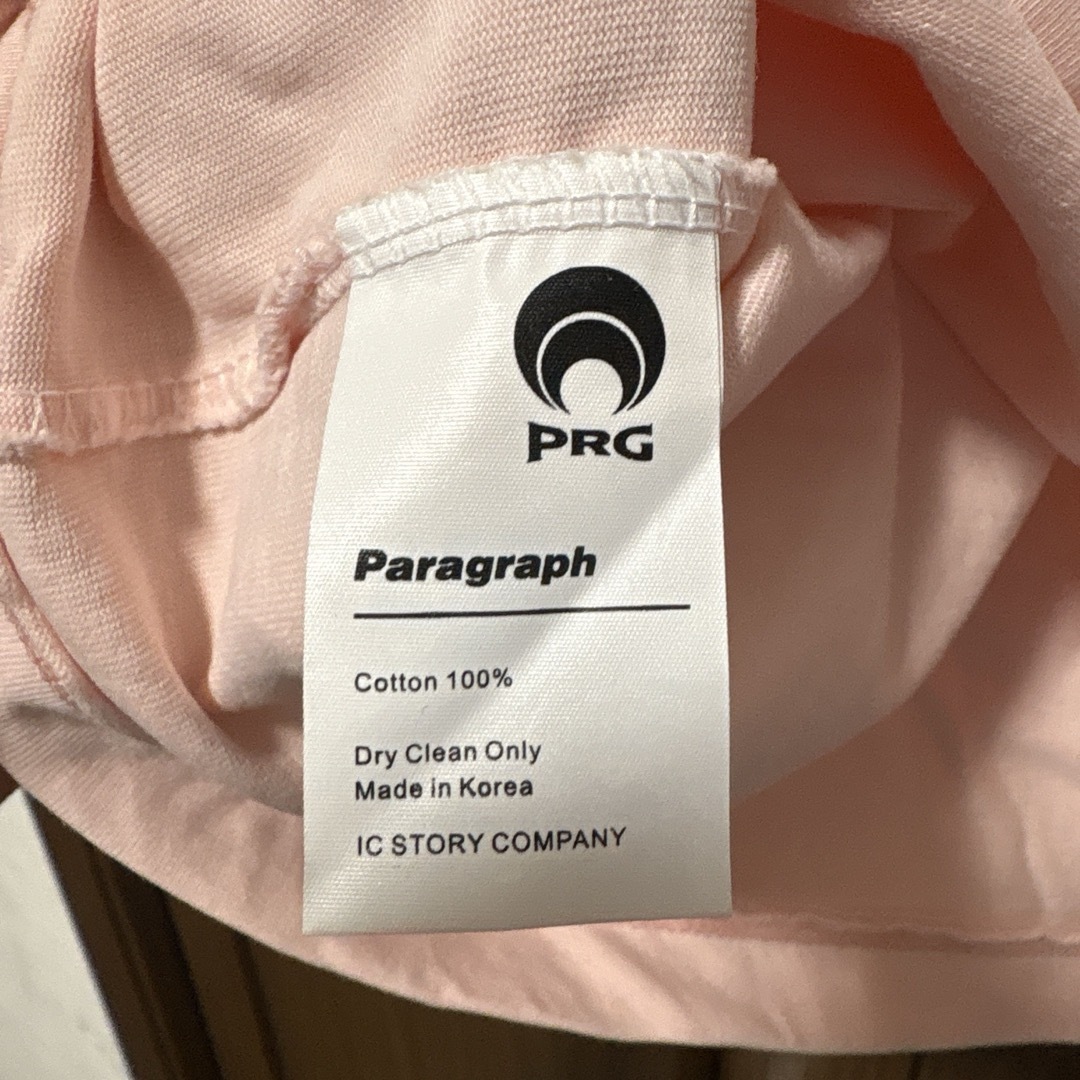 PRG
Paragraph
Cotton 100%
Dry Clean Only
Made in Korea
IC STORY COMPANY